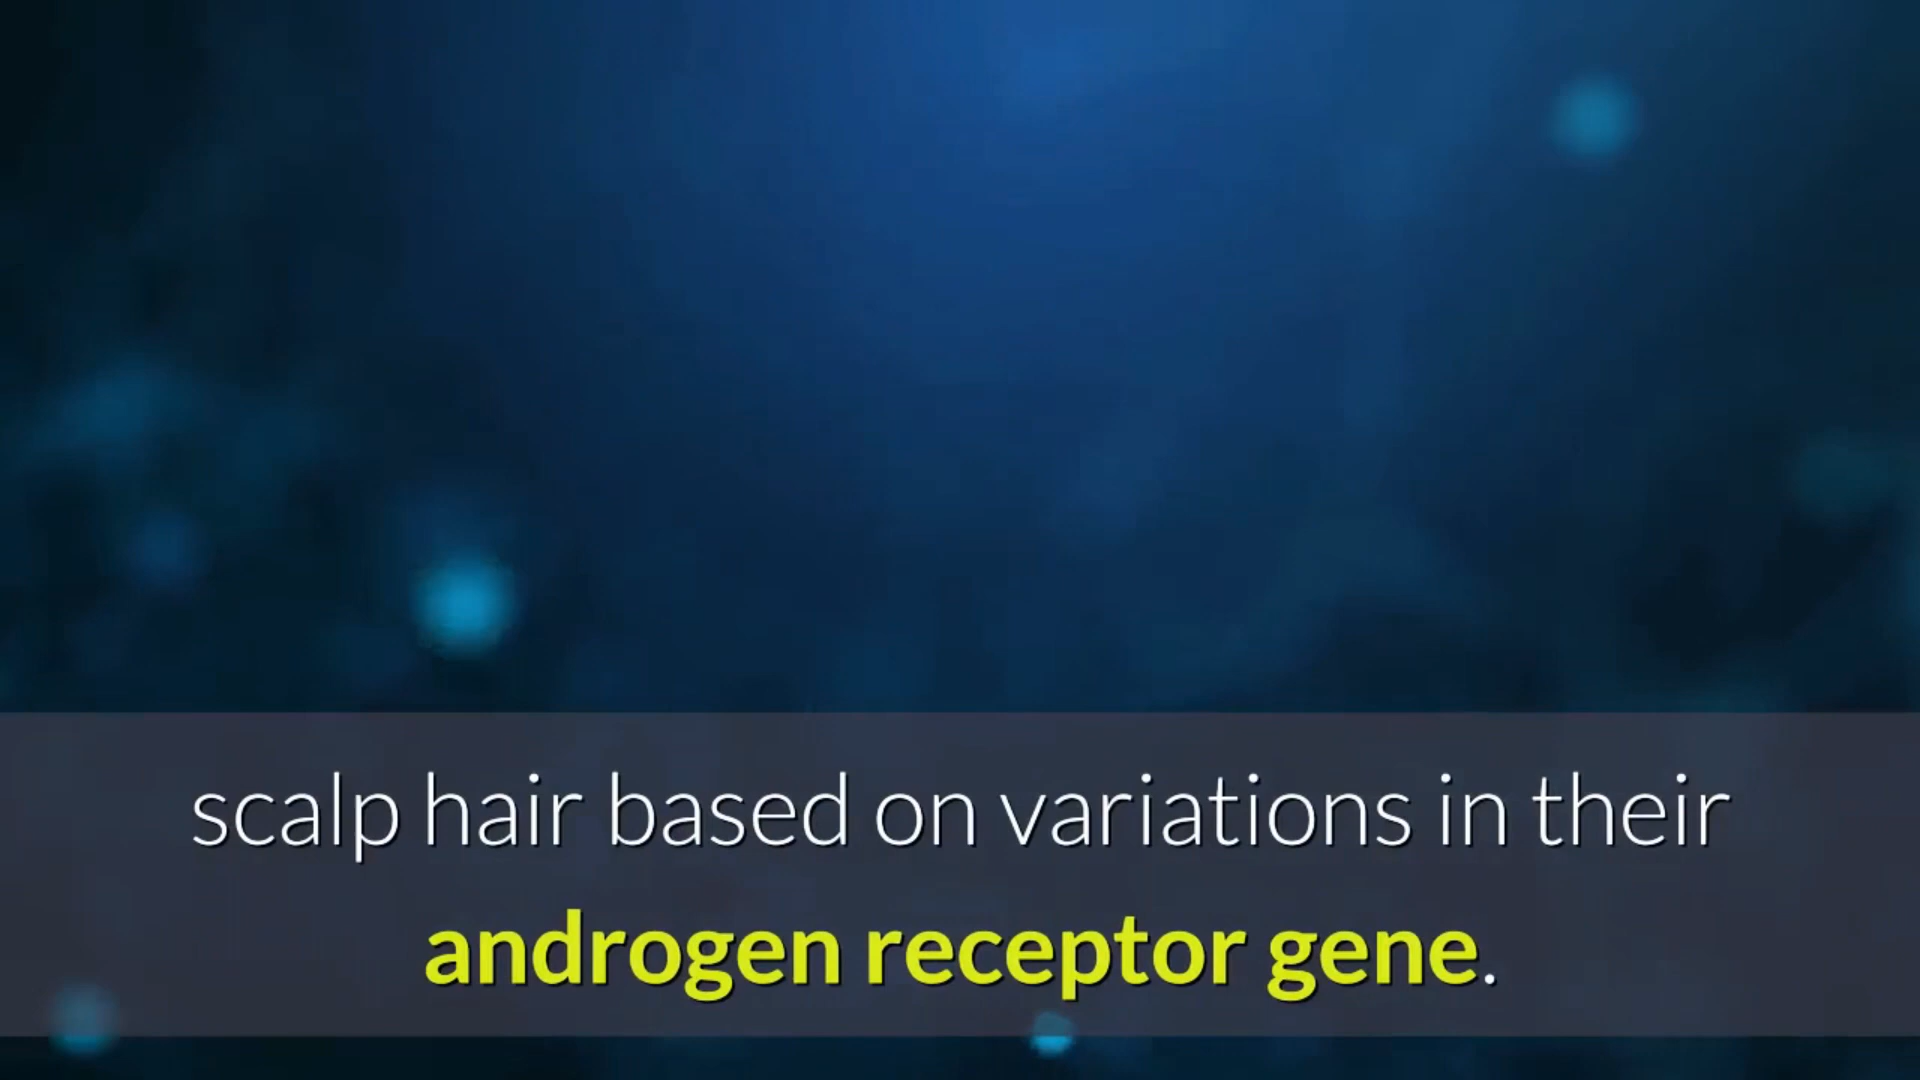 scalp hair based on variations in their
androgen receptor gene.